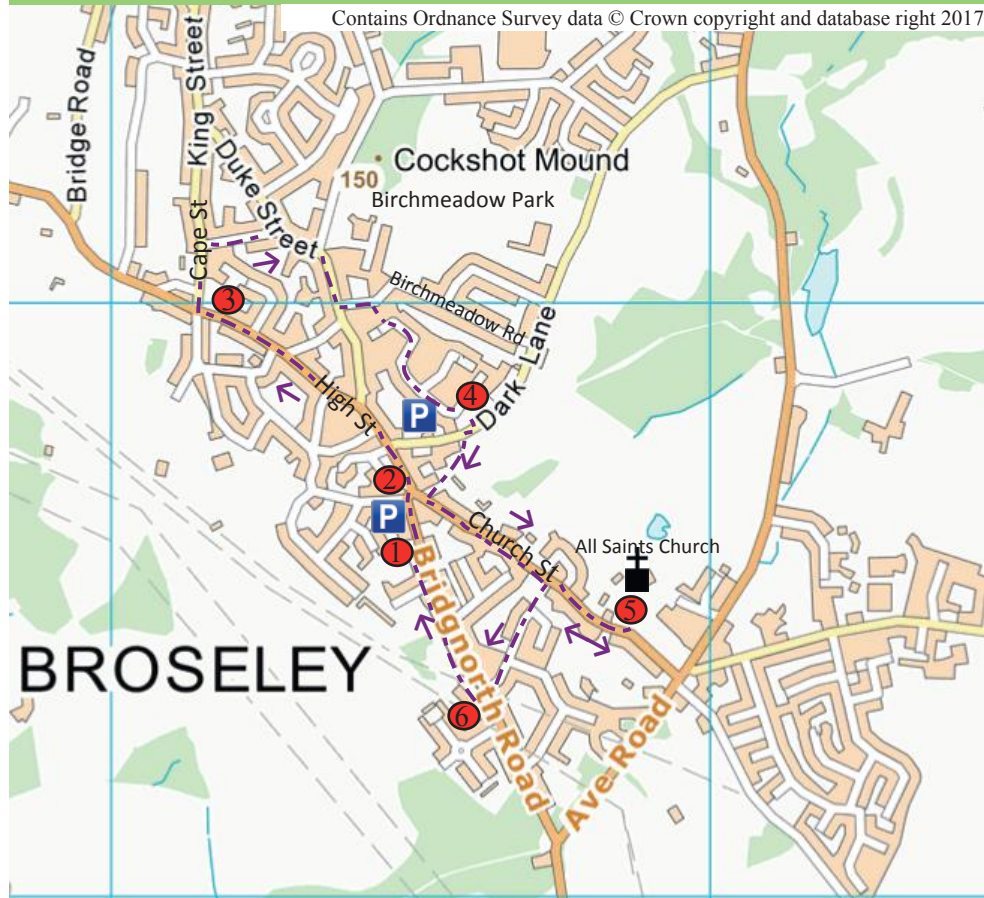 Contains Ordnance Survey data © Crown copyright and database right 2017
Bridge Road
King Street
Duke Street
Cockshot Mound
150
Birchmeadow Park
Cape St
3
Birchmeadow Rd
High St
4
P
Dark Lane
2
P
1
Church St
All Saints Church
5
Bridgnorth Road
BROSELEY
6
Ave Road